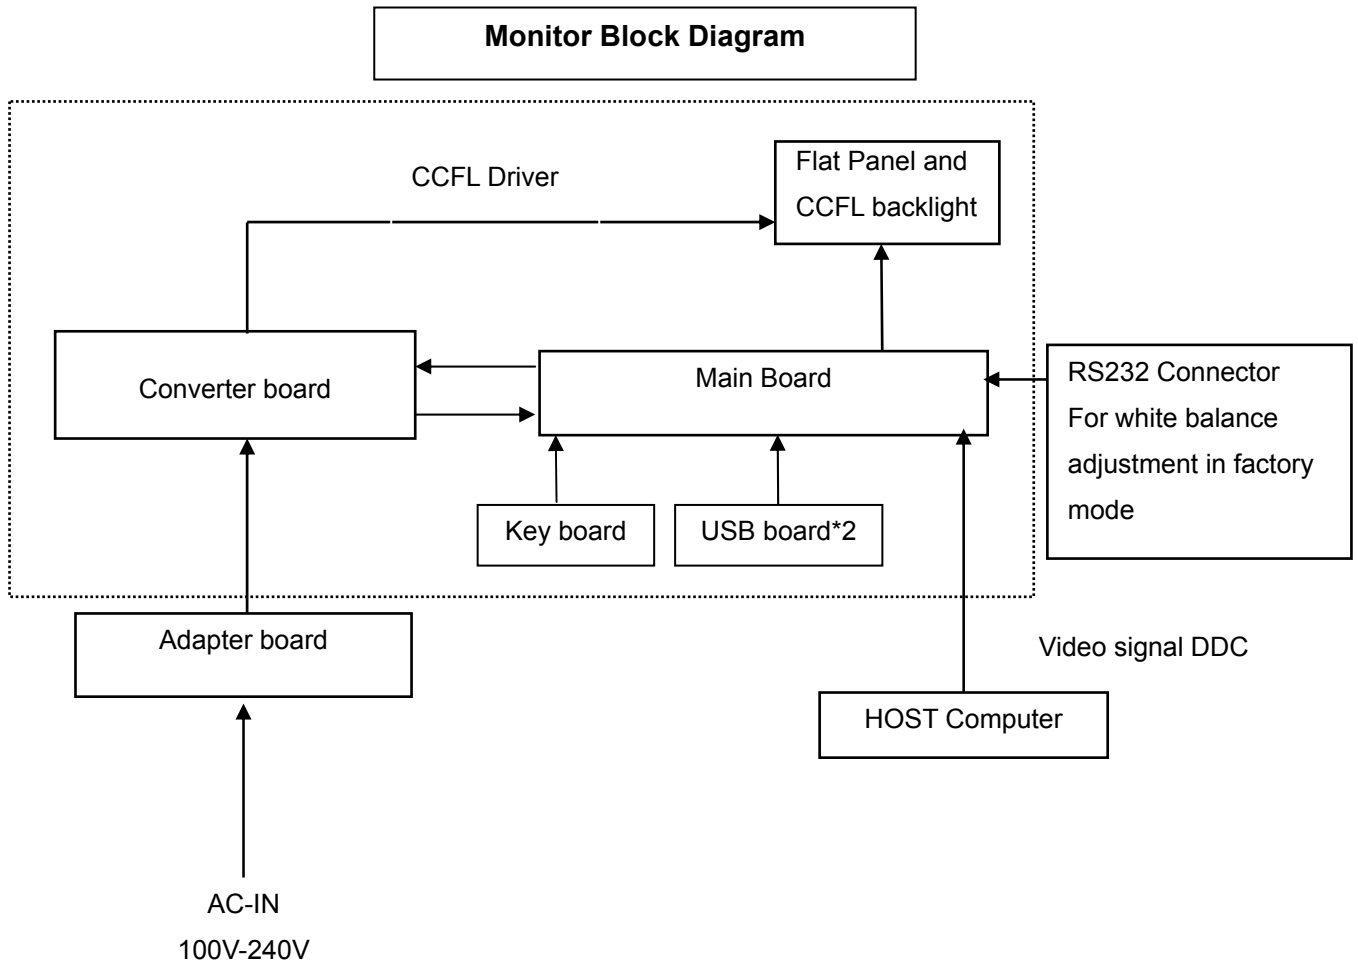 Monitor Block Diagram
Flat Panel and
CCFL backlight
CCFL Driver
Converter board
Main Board
RS232 Connector
For white balance
adjustment in factory
mode
Key board
USB board*2
Adapter board
Video signal DDC
HOST Computer
AC-IN
100V-240V